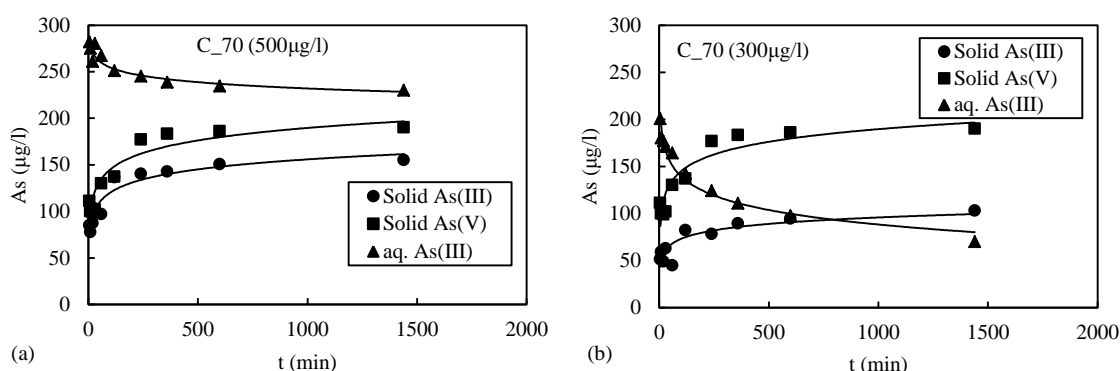 300
250
200
150
100
50
0
As (µg/l)
C_70 (500µg/l)
Solid As(III)
Solid As(V)
aq. As(III)
0
500
1000
1500
2000
t (min)
(a)
300
250
200
150
100
50
0
As (µg/l)
C_70 (300µg/l)
Solid As(III)
Solid As(V)
aq. As(III)
0
500
1000
1500
2000
t (min)
(b)